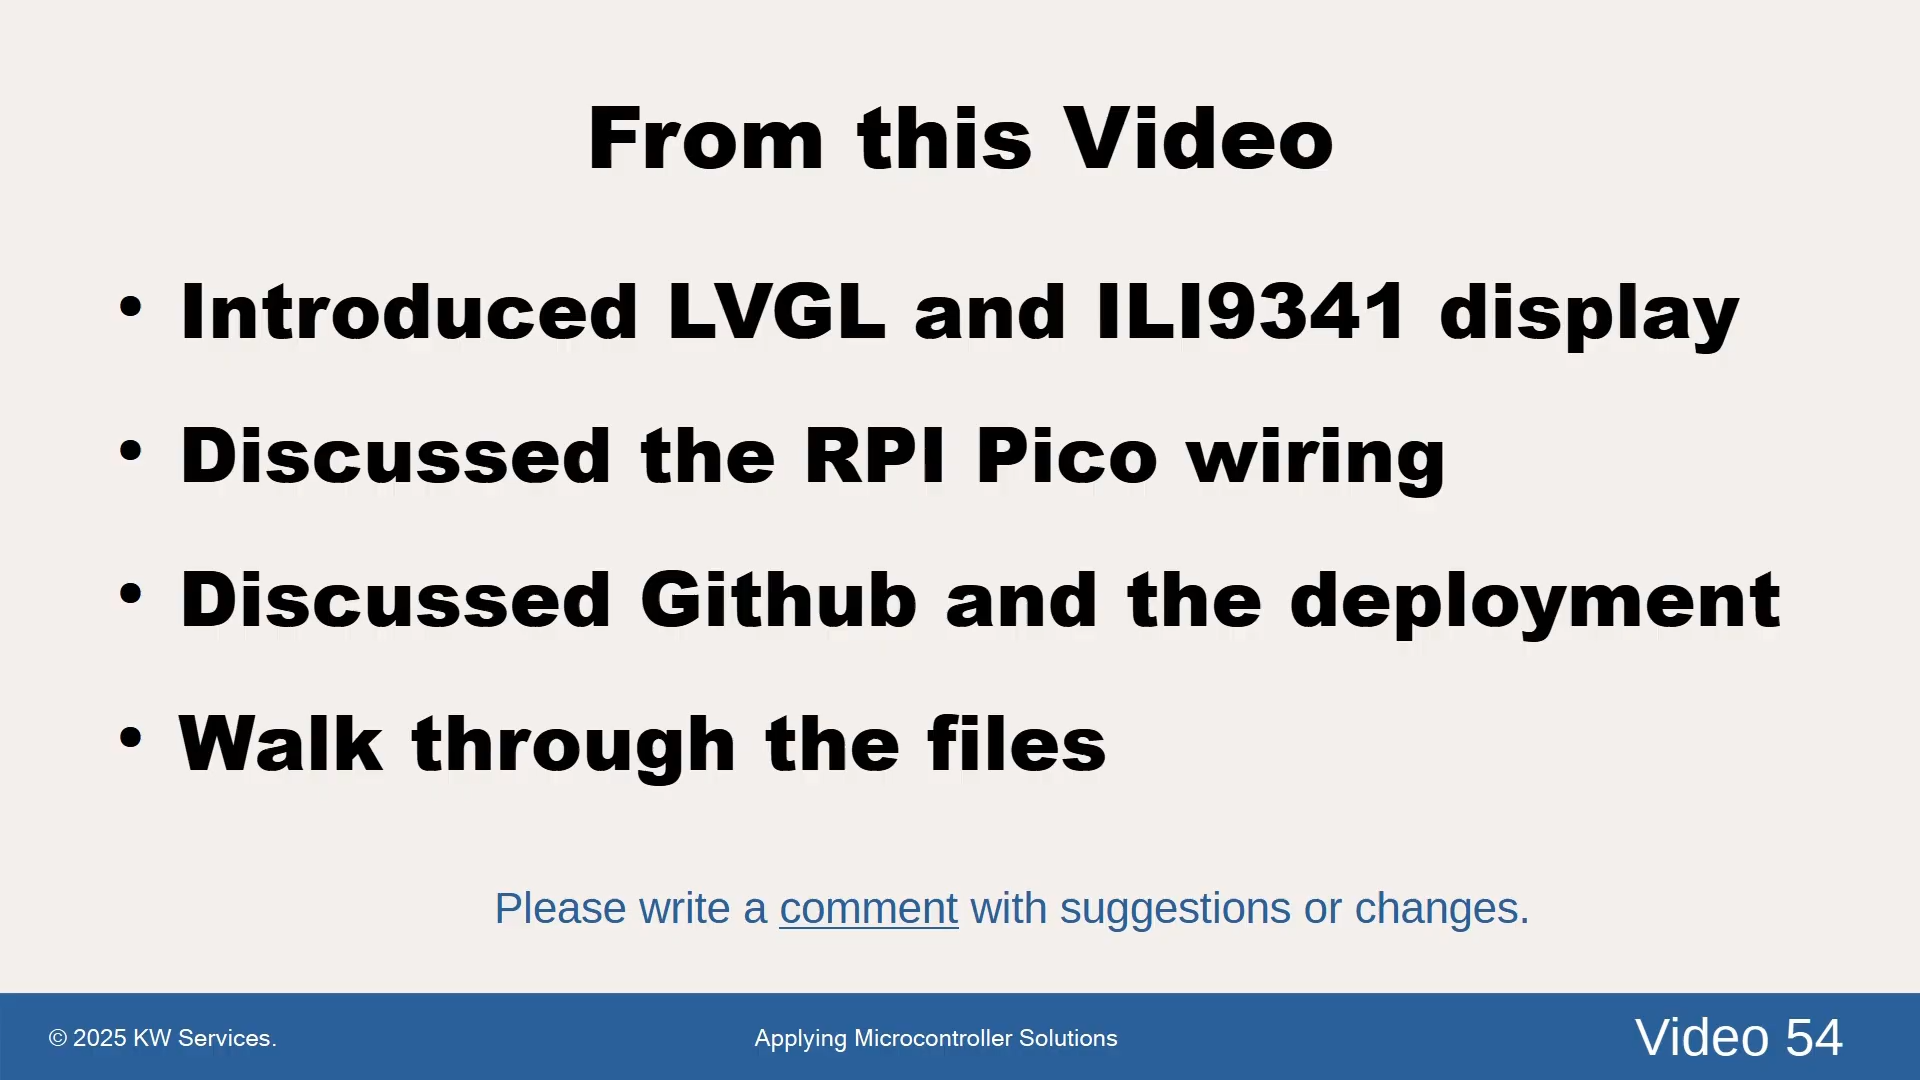 From this Video
• Introduced LVGL and ILI9341 display
• Discussed the RPI Pico wiring
• Discussed Github and the deployment
• Walk through the files
Please write a comment with suggestions or changes.
© 2025 KW Services.
Applying Microcontroller Solutions
Video 54